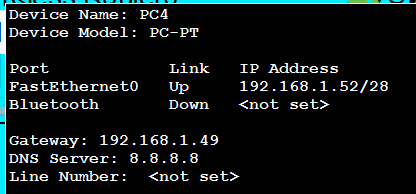 Device Name: PC4
Device Model: PC-PT
Port Link IP Address
FastEthernet0 Up 192.168.1.52/28
Bluetooth Down <not set>
Gateway: 192.168.1.49
DNS Server: 8.8.8.8
Line Number: <not set>